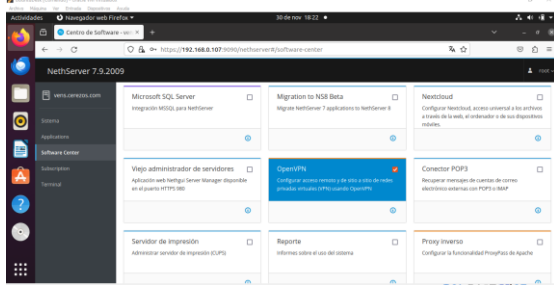 Archivo Máquina Ver Entrada Dispositivos Ayuda
Actividades
Navegador web Firefox
30 de nov 18:22
Centro de Software
https://192.168.0.107:9090/nethserver#/software-center
NethServer 7.9.2009
root
vens.cerezos.com
Sistema
Applications
Software Center
Subscription
Terminal
Microsoft SQL Server
Integración MSSQL para NethServer
Migration to NS8 Beta
Migrate NethServer 7 applications to NethServer 8
Nextcloud
Configurar Nextcloud, acceso universal a los archivos
a través de la web, el ordenador o de sus dispositivos
móviles.
Viejo administrador de servidores
Aplicación web Nethgui Server Manager disponible
en el puerto HTTPS 980
OpenVPN
Configurar acceso remoto y de sitio a sitio de redes
privadas virtuales (VPN) usando OpenVPN.
Conector POP3
Recuperar mensajes de cuentas de correo
electrónico externas con POP3 o IMAP
Servidor de impresión
Administrar servidor de impresión (CUPS)
Reporte
Informes sobre el uso del sistema
Proxy inverso
Configurar la funcionalidad ProxyPass de Apache